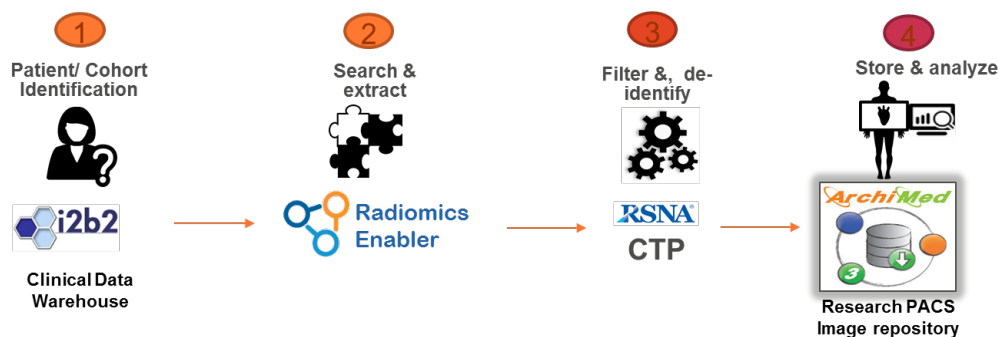 1
Patient/ Cohort
Identification
i2b2
Clinical Data
Warehouse
2
Search &
extract
Radiomics
Enabler
3
Filter &, de-
identify
RSNA®
CTP
4
Store & analyze
ArchiMed
3
Research PACS
Image repository